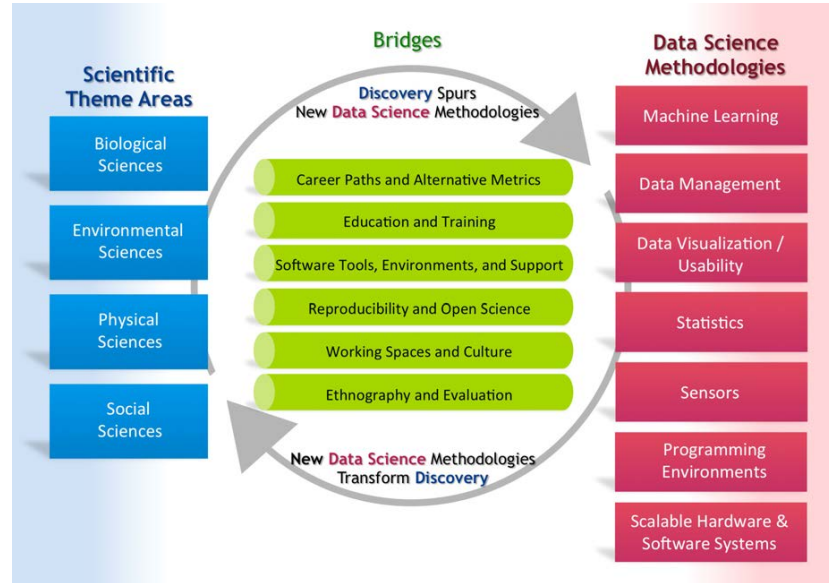 Scientific
Theme Areas
Biological
Sciences
Environmental
Sciences
Physical
Sciences
Social
Sciences
Bridges
Discovery Spurs
New Data Science Methodologies
Career Paths and Alternative Metrics
Education and Training
Software Tools, Environments, and Support
Reproducibility and Open Science
Working Spaces and Culture
Ethnography and Evaluation
New Data Science Methodologies
Transform Discovery
Data Science
Methodologies
Machine Learning
Data Management
Data Visualization /
Usability
Statistics
Sensors
Programming
Environments
Scalable Hardware &
Software Systems